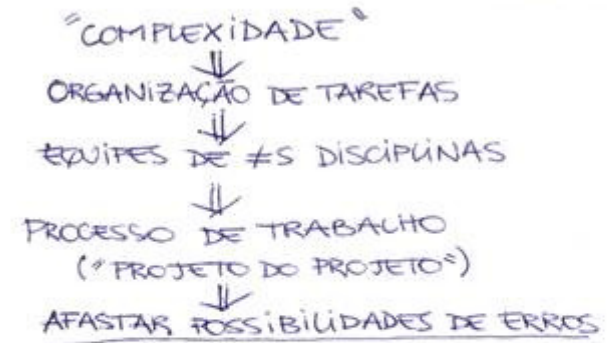 "COMPLEXIDADE"
⇓
ORGANIZAÇÃO DE TAREFAS
⇓
EQUIPES DE ≠S DISCIPLINAS
⇓
PROCESSO DE TRABALHO
("PROJETO DO PROJETO")
⇓
AFASTAR POSSIBILIDADES DE ERROS